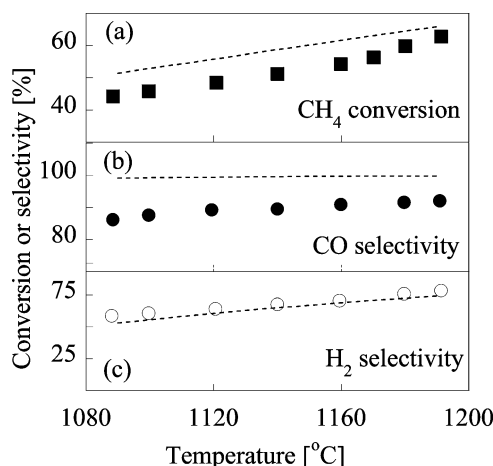 (a)
60
40
CH₄ conversion
(b)
100
80
CO selectivity
75
25
(c)
H₂ selectivity
1080
1120
1160
1200
Temperature [°C]
Conversion or selectivity [%]